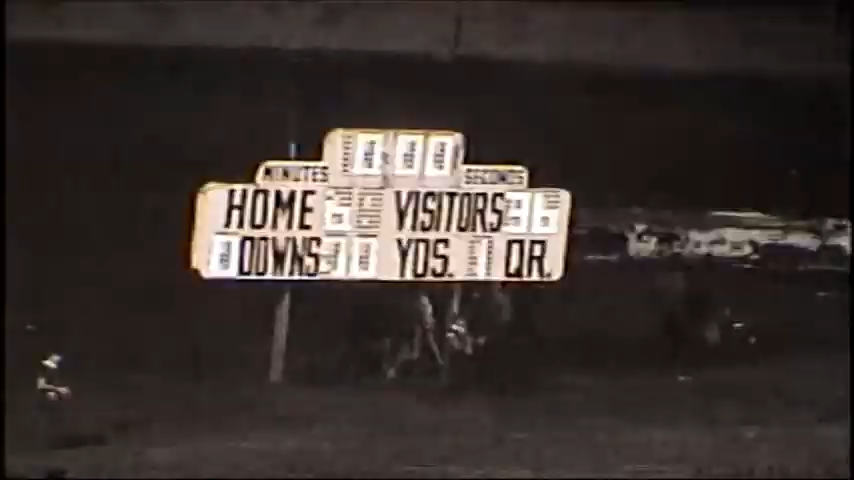 MINUTES SECONDS
HOME VISITORS
DOWNS YDS. QR.